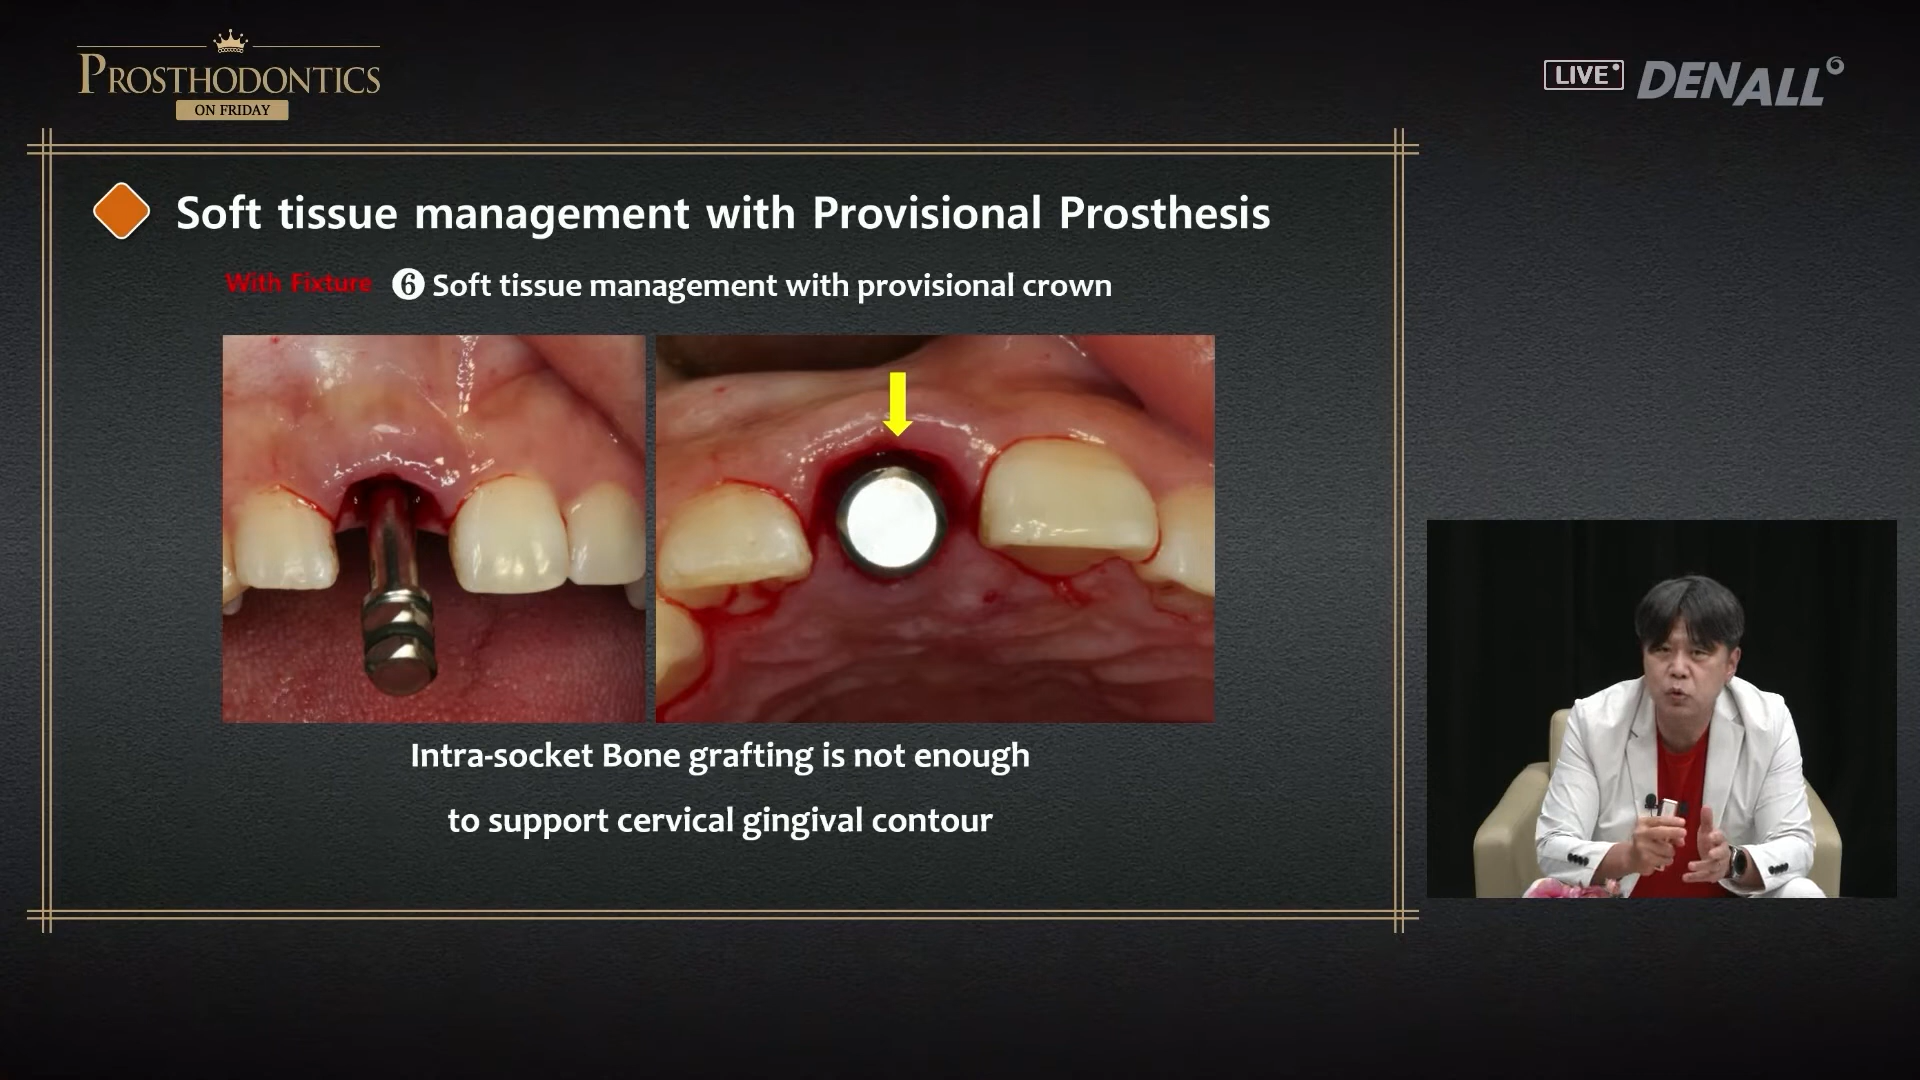 PROSTHODONTICS
ON FRIDAY
LIVE
DENALL
Soft tissue management with Provisional Prosthesis
With Fixture ❻ Soft tissue management with provisional crown
Intra-socket Bone grafting is not enough
to support cervical gingival contour